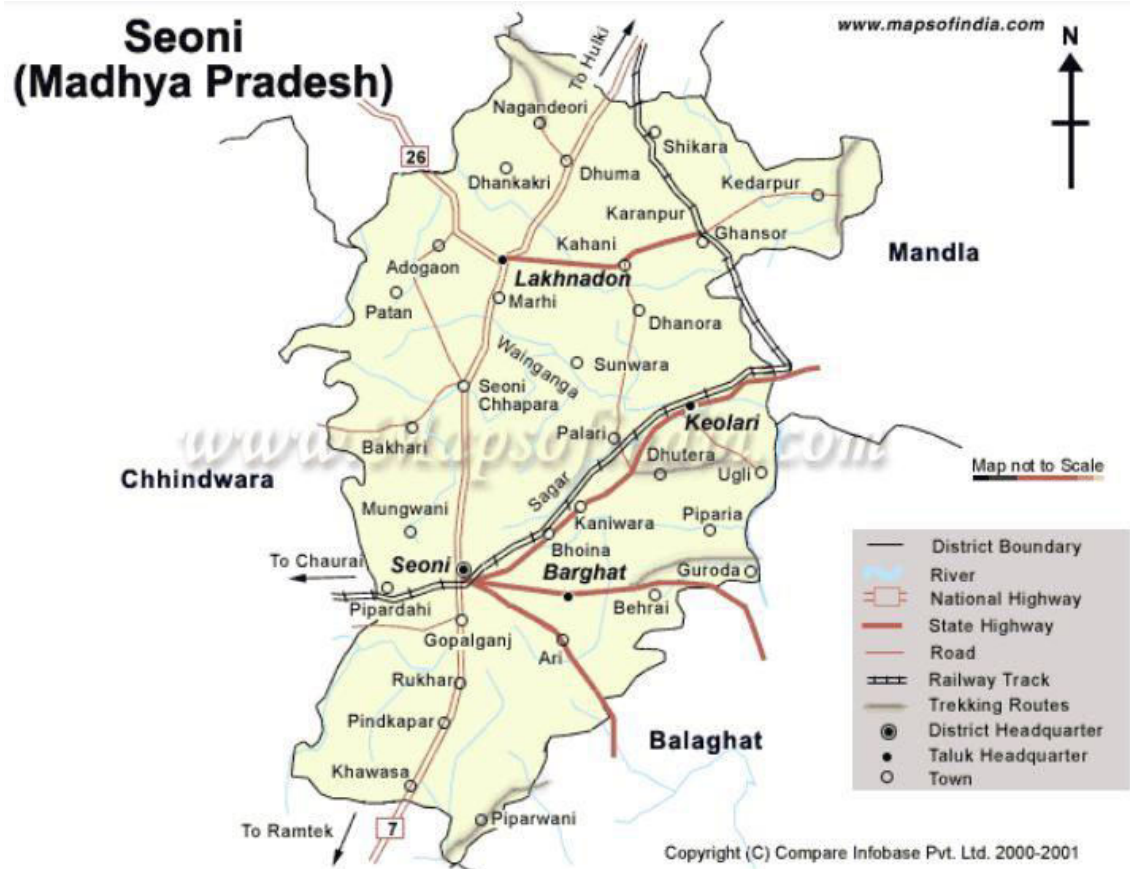 Seoni
(Madhya Pradesh)
www.mapsofindia.com
N
To Hulki
Nagandeori
26
Shikara
Dhankakri
Dhuma
Kedarpur
Karanpur
Ghansor
Kahani
Mandla
Adogaon
Lakhnadon
Patan
Marhi
Dhanora
Wainganga
Sunwara
Seoni
Chhapara
Keolari
www.Mapsofindia.com
Bakhari
Palari
Dhutera
Map not to Scale
Chhindwara
Sagar
Ugli
Mungwani
Kaniwara
Piparia
Bhoina
To Chaurai
Seoni
Barghat
Guroda
Pipardahi
Behrai
Gopalganj
Ari
Rukhar
Pindkapar
Balaghat
Khawasa
To Ramtek
7
Piparwani
District Boundary
River
National Highway
State Highway
Road
Railway Track
Trekking Routes
District Headquarter
Taluk Headquarter
Town
Copyright (C) Compare Infobase Pvt. Ltd. 2000-2001